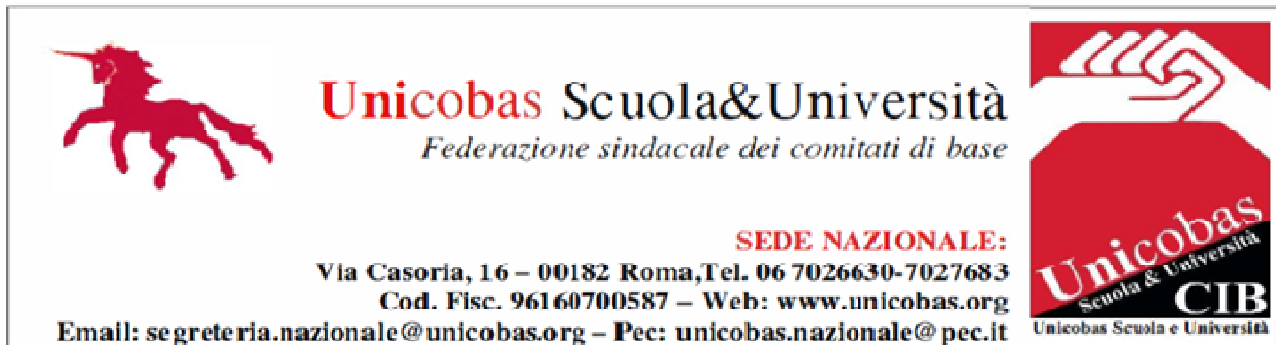 Unicobas Scuola&Università
Federazione sindacale dei comitati di base
SEDE NAZIONALE:
Via Casoria, 16 – 00182 Roma,Tel. 06 7026630-7027683
Cod. Fisc. 96160700587 – Web: www.unicobas.org
Email: segreteria.nazionale@unicobas.org – Pec: unicobas.nazionale@pec.it
Unicobas
Scuola & Università
CIB
Unicobas Scuola e Università